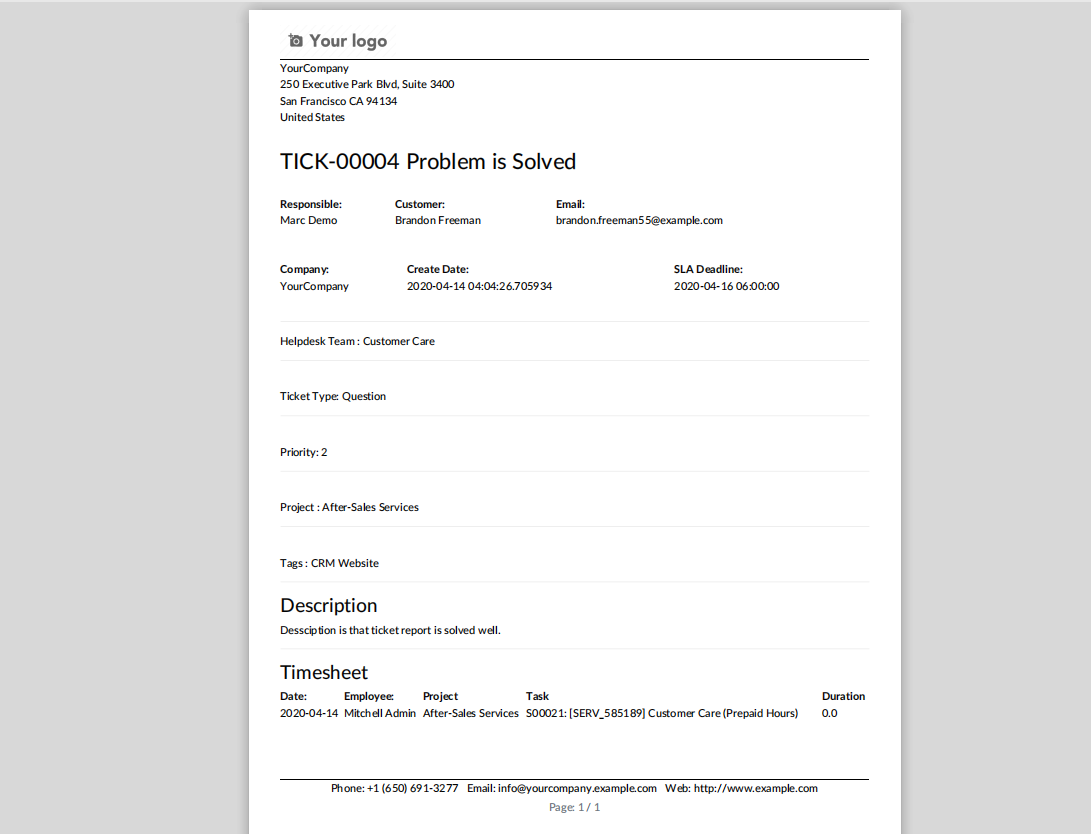 Your logo
YourCompany
250 Executive Park Blvd, Suite 3400
San Francisco CA 94134
United States
TICK-00004 Problem is Solved
Responsible: Customer: Email:
Marc Demo Brandon Freeman brandon.freeman55@example.com
Company: Create Date: SLA Deadline:
YourCompany 2020-04-14 04:04:26.705934 2020-04-16 06:00:00
Helpdesk Team : Customer Care
Ticket Type: Question
Priority: 2
Project : After-Sales Services
Tags : CRM Website
Description
Dessciption is that ticket report is solved well.
Timesheet
Date: Employee: Project Task Duration
2020-04-14 Mitchell Admin After-Sales Services S00021: [SERV_585189] Customer Care (Prepaid Hours) 0.0
Phone: +1 (650) 691-3277 Email: info@yourcompany.example.com Web: http://www.example.com
Page: 1 / 1